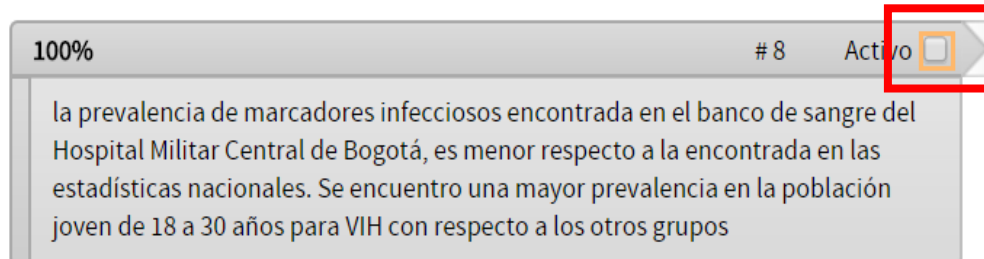 100% # 8 Activo
la prevalencia de marcadores infecciosos encontrada en el banco de sangre del
Hospital Militar Central de Bogotá, es menor respecto a la encontrada en las
estadísticas nacionales. Se encuentro una mayor prevalencia en la población
joven de 18 a 30 años para VIH con respecto a los otros grupos